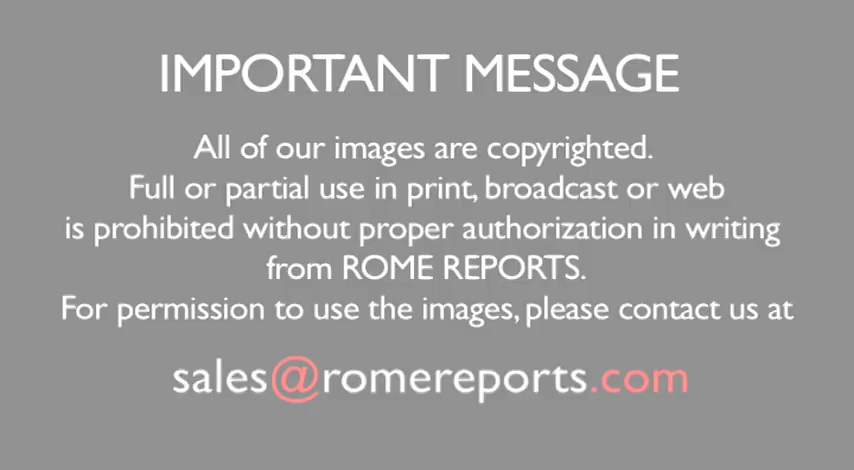 IMPORTANT MESSAGE
All of our images are copyrighted.
Full or partial use in print, broadcast or web
is prohibited without proper authorization in writing
from ROME REPORTS.
For permission to use the images, please contact us at
sales@romereports.com